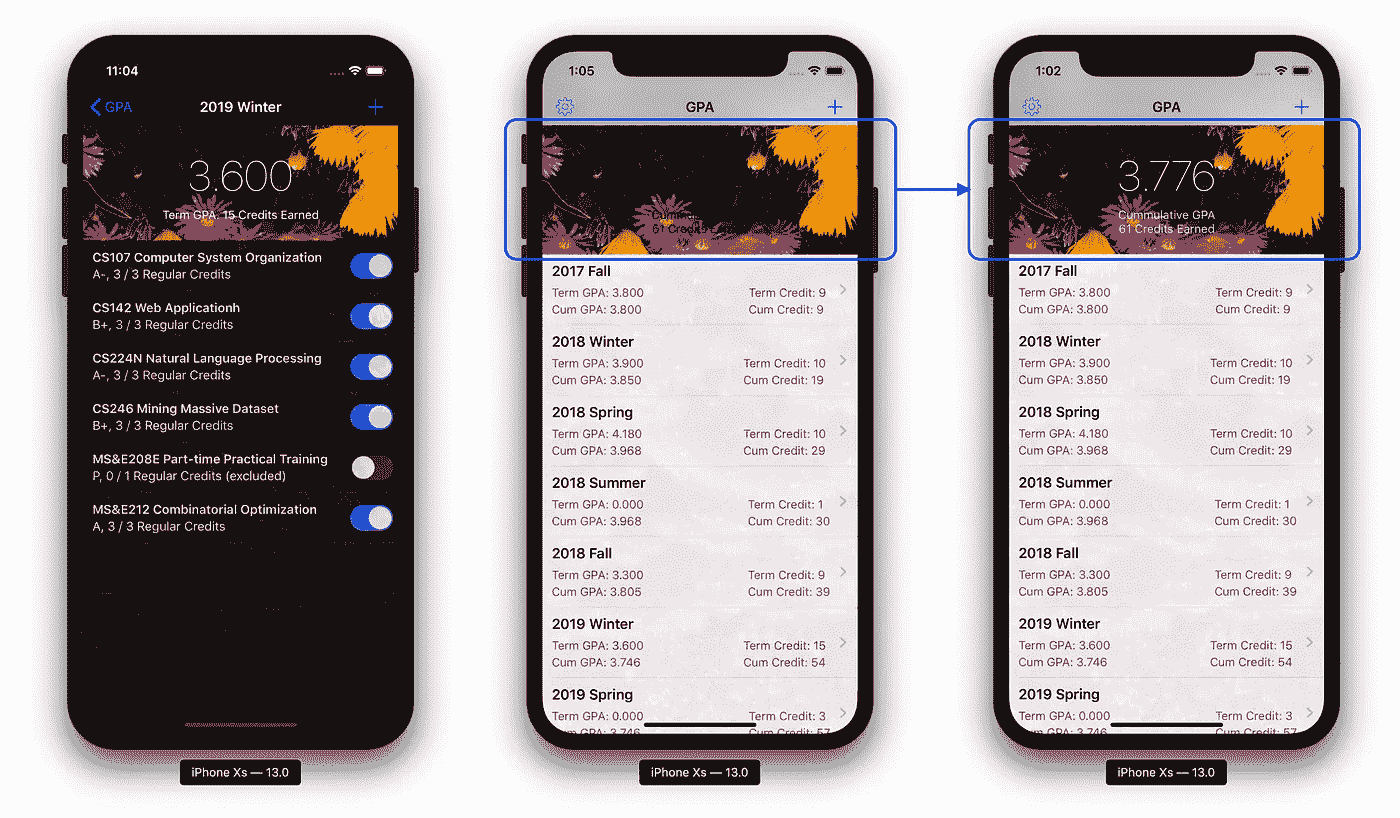 11:04
GPA
2019 Winter
3.600
Term GPA. 15 Credits Earned
CS107 Computer System Organization
A-, 3 / 3 Regular Credits
CS142 Web Applicationh
B+, 3 / 3 Regular Credits
CS224N Natural Language Processing
A-, 3 / 3 Regular Credits
CS246 Mining Massive Dataset
B+, 3 / 3 Regular Credits
MS&E208E Part-time Practical Training
P, 0 / 1 Regular Credits (excluded)
MS&E212 Combinatorial Optimization
A, 3 / 3 Regular Credits
iPhone Xs — 13.0
1:05
GPA
61 Credits
2017 Fall
Term GPA: 3.800 Term Credit: 9
Cum GPA: 3.800 Cum Credit: 9
2018 Winter
Term GPA: 3.900 Term Credit: 10
Cum GPA: 3.850 Cum Credit: 19
2018 Spring
Term GPA: 4.180 Term Credit: 10
Cum GPA: 3.968 Cum Credit: 29
2018 Summer
Term GPA: 0.000 Term Credit: 1
Cum GPA: 3.968 Cum Credit: 30
2018 Fall
Term GPA: 3.300 Term Credit: 9
Cum GPA: 3.805 Cum Credit: 39
2019 Winter
Term GPA: 3.600 Term Credit: 15
Cum GPA: 3.746 Cum Credit: 54
2019 Spring
Term GPA: 0.000 Term Credit: 3
Cum GPA: 3.746 Cum Credit: 57
iPhone Xs — 13.0
1:02
GPA
3.776
Cummulative GPA
61 Credits Earned
2017 Fall
Term GPA: 3.800 Term Credit: 9
Cum GPA: 3.800 Cum Credit: 9
2018 Winter
Term GPA: 3.900 Term Credit: 10
Cum GPA: 3.850 Cum Credit: 19
2018 Spring
Term GPA: 4.180 Term Credit: 10
Cum GPA: 3.968 Cum Credit: 29
2018 Summer
Term GPA: 0.000 Term Credit: 1
Cum GPA: 3.968 Cum Credit: 30
2018 Fall
Term GPA: 3.300 Term Credit: 9
Cum GPA: 3.805 Cum Credit: 39
2019 Winter
Term GPA: 3.600 Term Credit: 15
Cum GPA: 3.746 Cum Credit: 54
2019 Spring
Term GPA: 0.000 Term Credit: 3
Cum GPA: 3.746 Cum Credit: 57
iPhone Xs — 13.0